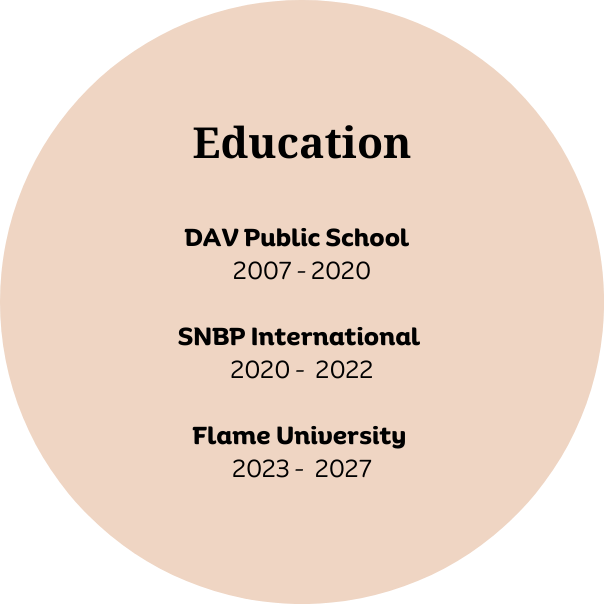 Education
DAV Public School
2007 - 2020
SNBP International
2020 -  2022
Flame University
2023 -  2027